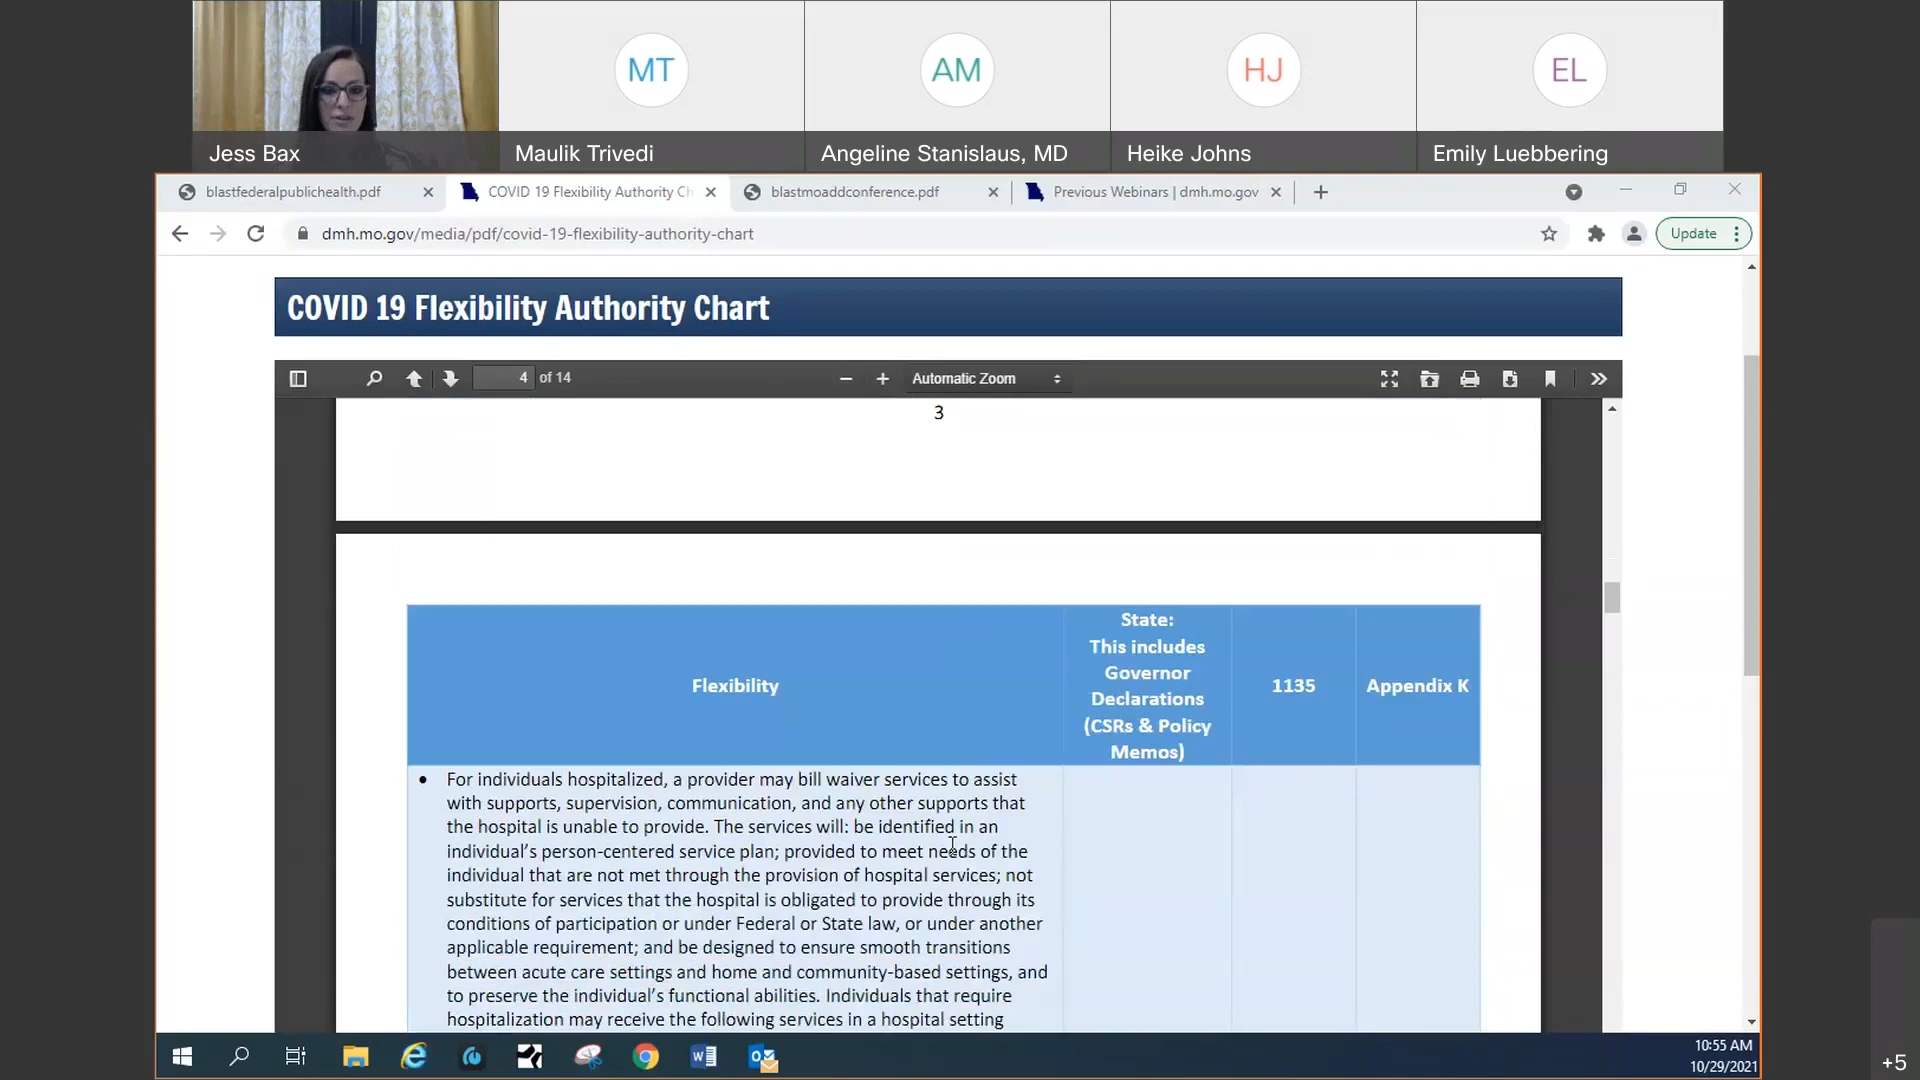 MT
AM
HJ
EL
Jess Bax
Maulik Trivedi
Angeline Stanislaus, MD
Heike Johns
Emily Luebbering
blastfederalpublichealth.pdf
COVID 19 Flexibility Authority Ch
blastmoaddconference.pdf
Previous Webinars | dmh.mo.gov
dmh.mo.gov/media/pdf/covid-19-flexibility-authority-chart
Update
COVID 19 Flexibility Authority Chart
4 of 14
Automatic Zoom
3
Flexibility
State:
This includes
Governor
Declarations
(CSRs & Policy
Memos)
1135
Appendix K
• For individuals hospitalized, a provider may bill waiver services to assist
with supports, supervision, communication, and any other supports that
the hospital is unable to provide. The services will: be identified in an
individual's person-centered service plan; provided to meet needs of the
individual that are not met through the provision of hospital services; not
substitute for services that the hospital is obligated to provide through its
conditions of participation or under Federal or State law, or under another
applicable requirement; and be designed to ensure smooth transitions
between acute care settings and home and community-based settings, and
to preserve the individual's functional abilities. Individuals that require
hospitalization may receive the following services in a hospital setting
10:55 AM
10/29/2021
+5